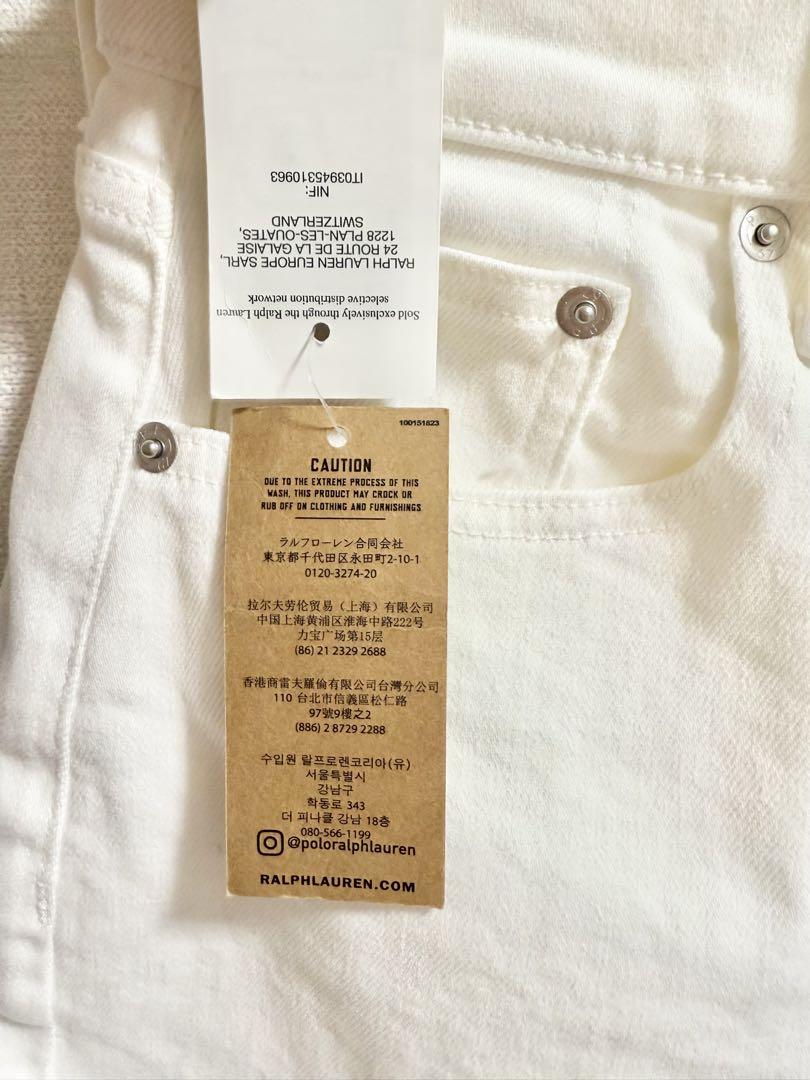 Sold exclusively through the Ralph Lauren
selective distribution network
RALPH LAUREN EUROPE SARL,
24 ROUTE DE LA GALAISE
1228 PLAN-LES-OUATES,
SWITZERLAND
NIF:
IT03945310963
100151823
CAUTION
DUE TO THE EXTREME PROCESS OF THIS
WASH, THIS PRODUCT MAY CROCK OR
RUB OFF ON CLOTHING AND FURNISHINGS
ラルフローレン合同会社
東京都千代田区永田町2-10-1
0120-3274-20
拉尔夫劳伦贸易（上海）有限公司
中国上海黄浦区淮海中路222号
力宝广场第15层
(86) 21 2329 2688
香港商雷夫羅倫有限公司台灣分公司
110 台北市信義區松仁路
97號9樓之2
(886) 2 8729 2288
수입원 랄프로렌코리아(유)
서울특별시
강남구
학동로 343
더 피나클 강남 18층
080-566-1199
@poloralphlauren
RALPHLAUREN.COM